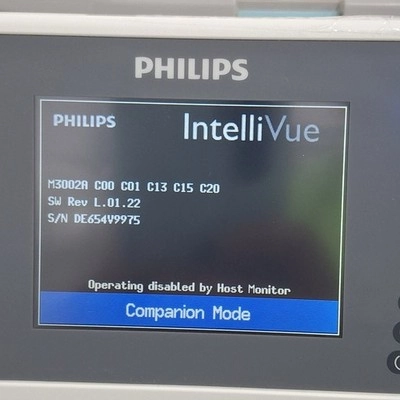 PHILIPS
PHILIPS IntelliVue
M3002A C00 C01 C13 C15 C20
SW Rev L.01.22
S/N DE654V9975
Operating disabled by Host Monitor
Companion Mode